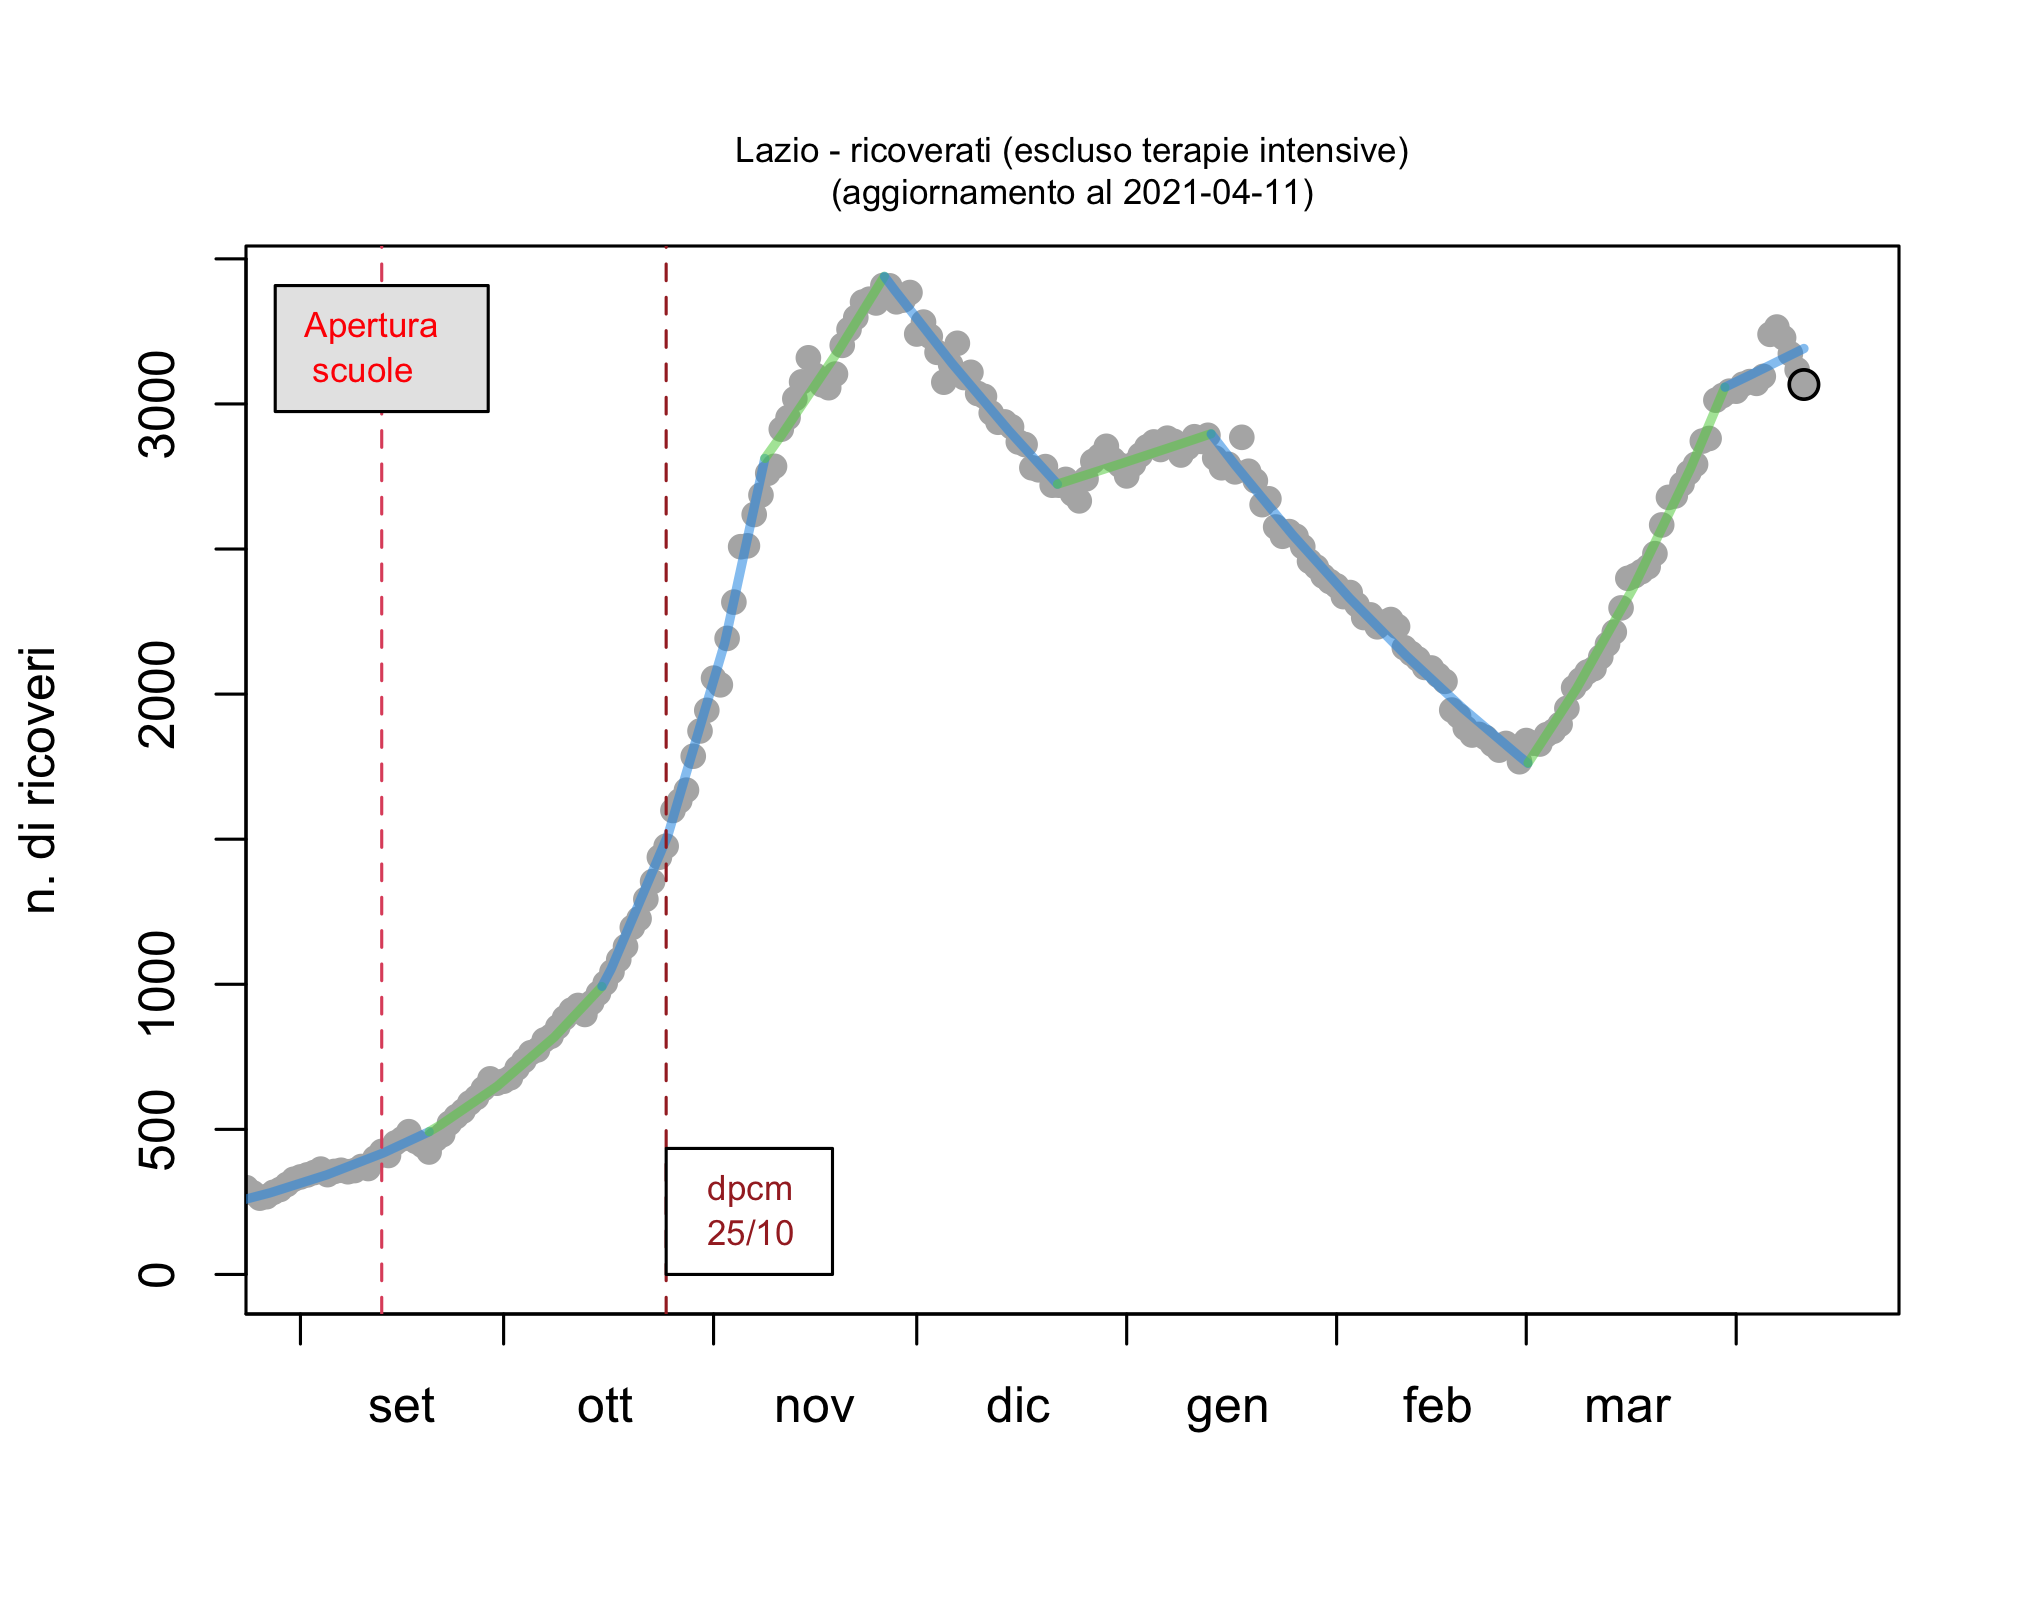 Lazio - ricoverati (escluso terapie intensive)
(aggiornamento al 2021-04-11)
Apertura
scuole
n. di ricoveri
3000
2000
1000
500
0
dpcm
25/10
set
ott
nov
dic
gen
feb
mar